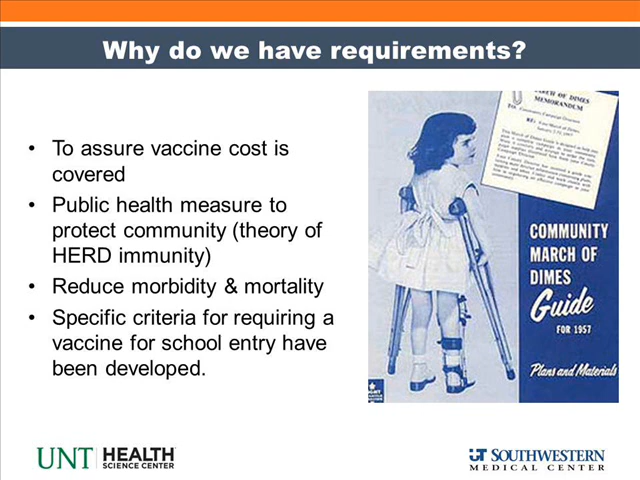 Why do we have requirements?
• To assure vaccine cost is
covered
• Public health measure to
protect community (theory of
HERD immunity)
• Reduce morbidity & mortality
• Specific criteria for requiring a
vaccine for school entry have
been developed.
MARCH OF DIMES
MEMORANDUM
COMMUNITY
MARCH OF
DIMES
Guide
FOR 1957
Plans and Materials
UNT HEALTH
SCIENCE CENTER
UT SOUTHWESTERN
MEDICAL CENTER